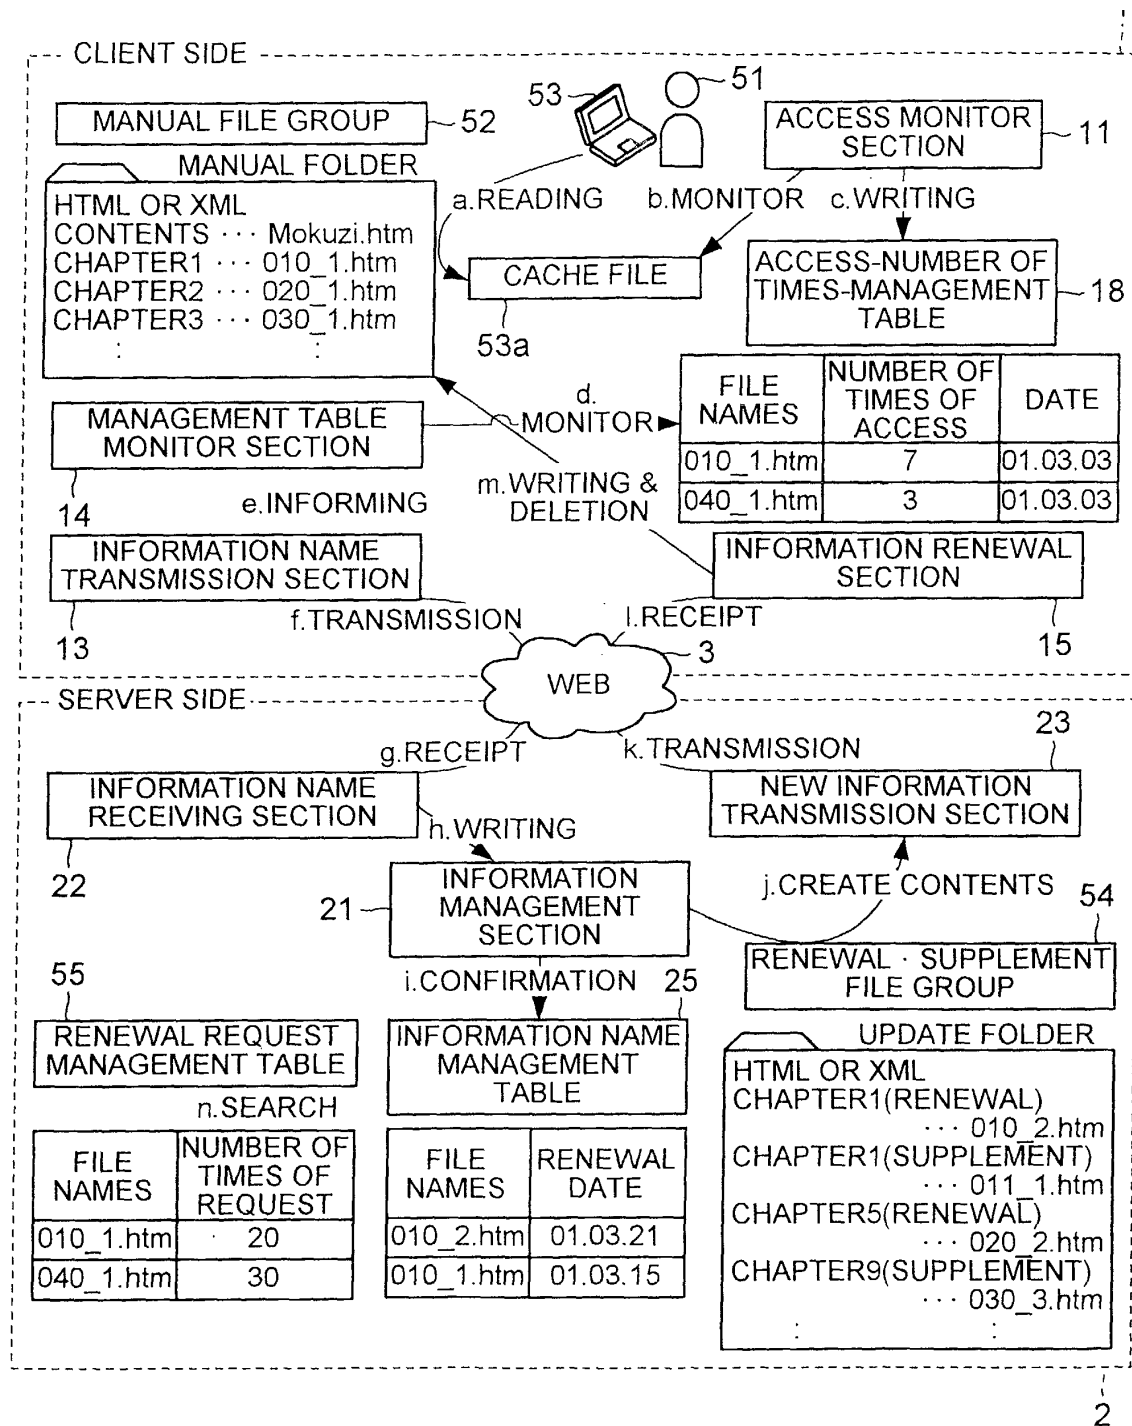 CLIENT SIDE
53
51
MANUAL FILE GROUP
52
ACCESS MONITOR
SECTION
11
MANUAL FOLDER
HTML OR XML
CONTENTS ··· Mokuzi.htm
CHAPTER1 ··· 010_1.htm
CHAPTER2 ··· 020_1.htm
CHAPTER3 ··· 030_1.htm
: :
a.READING
b.MONITOR
c.WRITING
CACHE FILE
53a
ACCESS-NUMBER OF
TIMES-MANAGEMENT
TABLE
18
FILE
NAMES
NUMBER OF
TIMES OF
ACCESS
DATE
010_1.htm 7 01.03.03
040_1.htm 3 01.03.03
MANAGEMENT TABLE
MONITOR SECTION
14
d.
MONITOR
e.INFORMING
m.WRITING &
DELETION
INFORMATION NAME
TRANSMISSION SECTION
13
INFORMATION RENEWAL
SECTION
15
f.TRANSMISSION
l.RECEIPT
3
WEB
SERVER SIDE
g.RECEIPT
k.TRANSMISSION
23
INFORMATION NAME
RECEIVING SECTION
22
NEW INFORMATION
TRANSMISSION SECTION
h.WRITING
21
INFORMATION
MANAGEMENT
SECTION
j.CREATE CONTENTS
54
RENEWAL · SUPPLEMENT
FILE GROUP
i.CONFIRMATION
25
55
RENEWAL REQUEST
MANAGEMENT TABLE
INFORMATION NAME
MANAGEMENT
TABLE
n.SEARCH
FILE
NAMES
NUMBER OF
TIMES OF
REQUEST
010_1.htm 20
040_1.htm 30
FILE
NAMES
RENEWAL
DATE
010_2.htm 01.03.21
010_1.htm 01.03.15
UPDATE FOLDER
HTML OR XML
CHAPTER1(RENEWAL)
··· 010_2.htm
CHAPTER1(SUPPLEMENT)
··· 011_1.htm
CHAPTER5(RENEWAL)
··· 020_2.htm
CHAPTER9(SUPPLEMENT)
··· 030_3.htm
: :
2